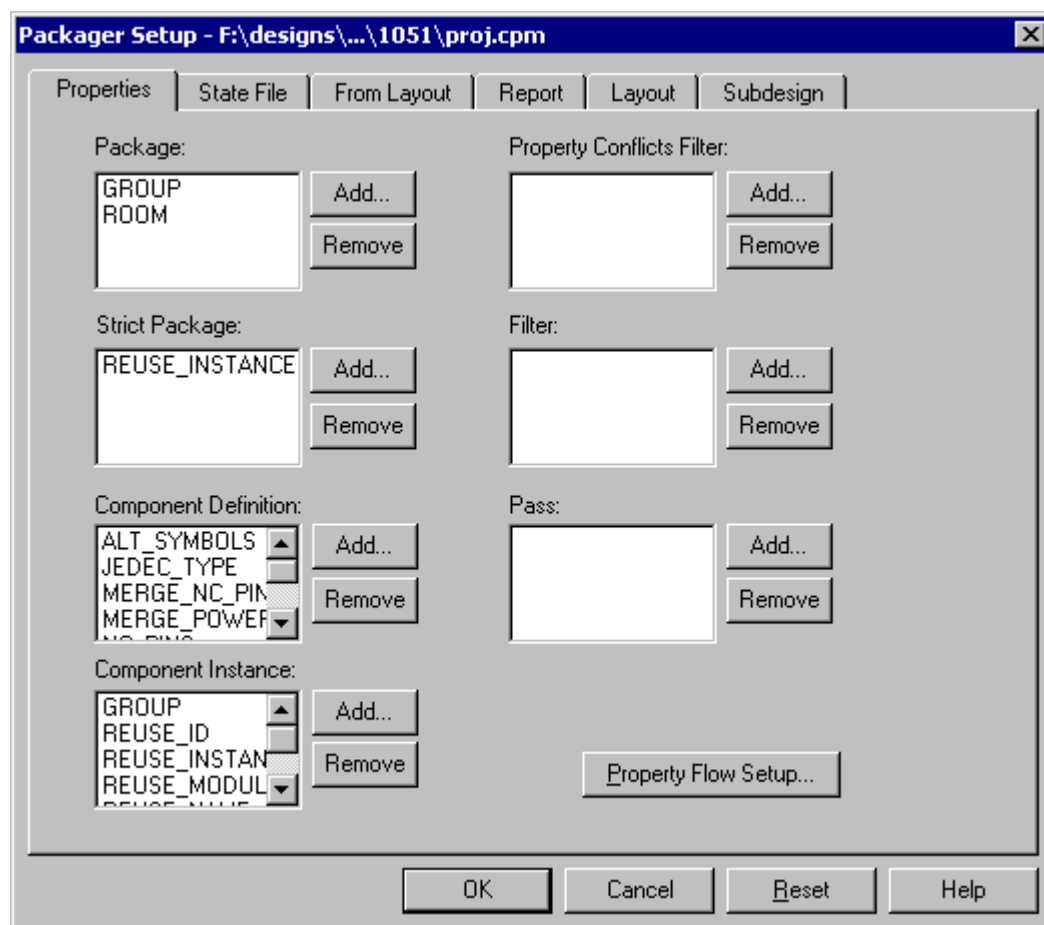 Packager Setup - F:\designs\...\1051\proj.cpm
Properties State File From Layout Report Layout Subdesign
Package:
GROUP
ROOM
Add...
Remove
Property Conflicts Filter:
Add...
Remove
Strict Package:
REUSE_INSTANCE
Add...
Remove
Filter:
Add...
Remove
Component Definition:
ALT_SYMBOLS
JEDEC_TYPE
MERGE_NC_PIN
MERGE_POWER
Add...
Remove
Pass:
Add...
Remove
Component Instance:
GROUP
REUSE_ID
REUSE_INSTAN
REUSE_MODUL
Add...
Remove
Property Flow Setup...
OK Cancel Reset Help